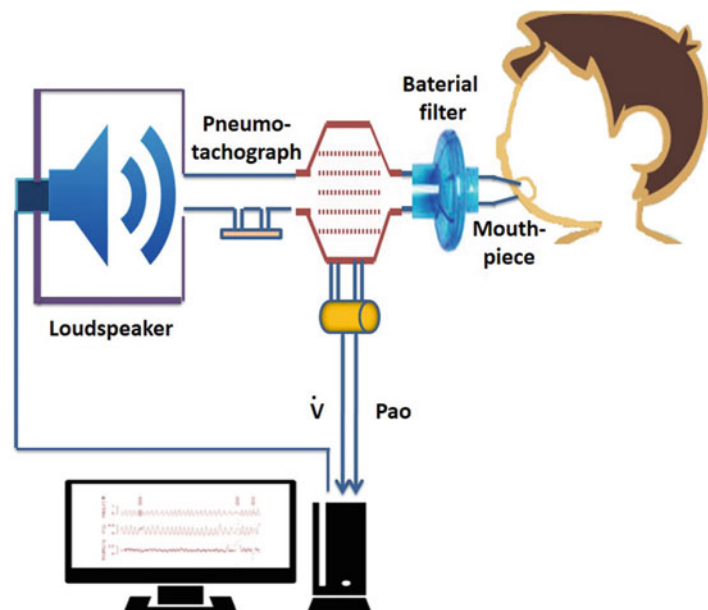 Baterial
filter
Pneumo-
tachograph
Mouth-
piece
Loudspeaker
V̇
Pao